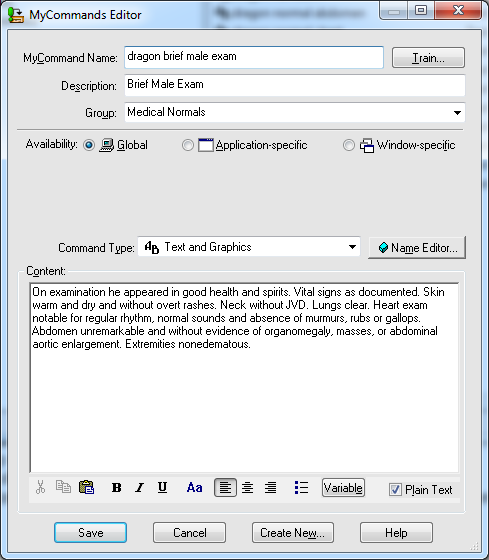 MyCommands Editor
MyCommand Name: dragon brief male exam Train...
Description: Brief Male Exam
Group: Medical Normals
Availability: Global Application-specific Window-specific
Command Type: Text and Graphics Name Editor...
Content:
On examination he appeared in good health and spirits. Vital signs as documented. Skin
warm and dry and without overt rashes. Neck without JVD. Lungs clear. Heart exam
notable for regular rhythm, normal sounds and absence of murmurs, rubs or gallops.
Abdomen unremarkable and without evidence of organomegaly, masses, or abdominal
aortic enlargement. Extremities nonedematous.
B I U Aa Variable Plain Text
Save Cancel Create New... Help